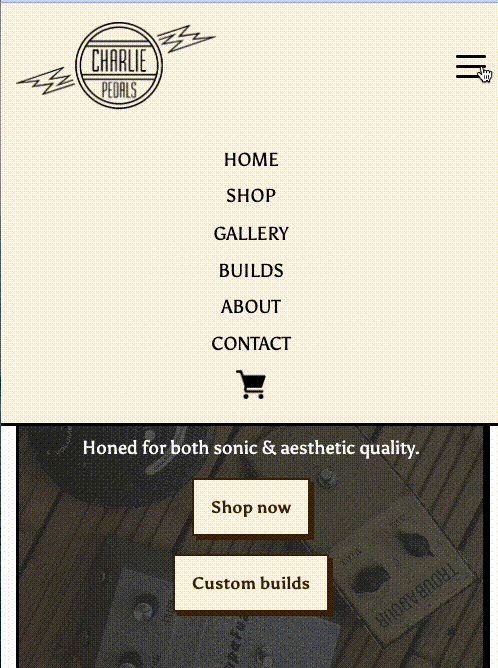 CHARLIE
PEDALS
HOME
SHOP
GALLERY
BUILDS
ABOUT
CONTACT
Honed for both sonic & aesthetic quality.
Shop now
Custom builds
TROUBADOUR